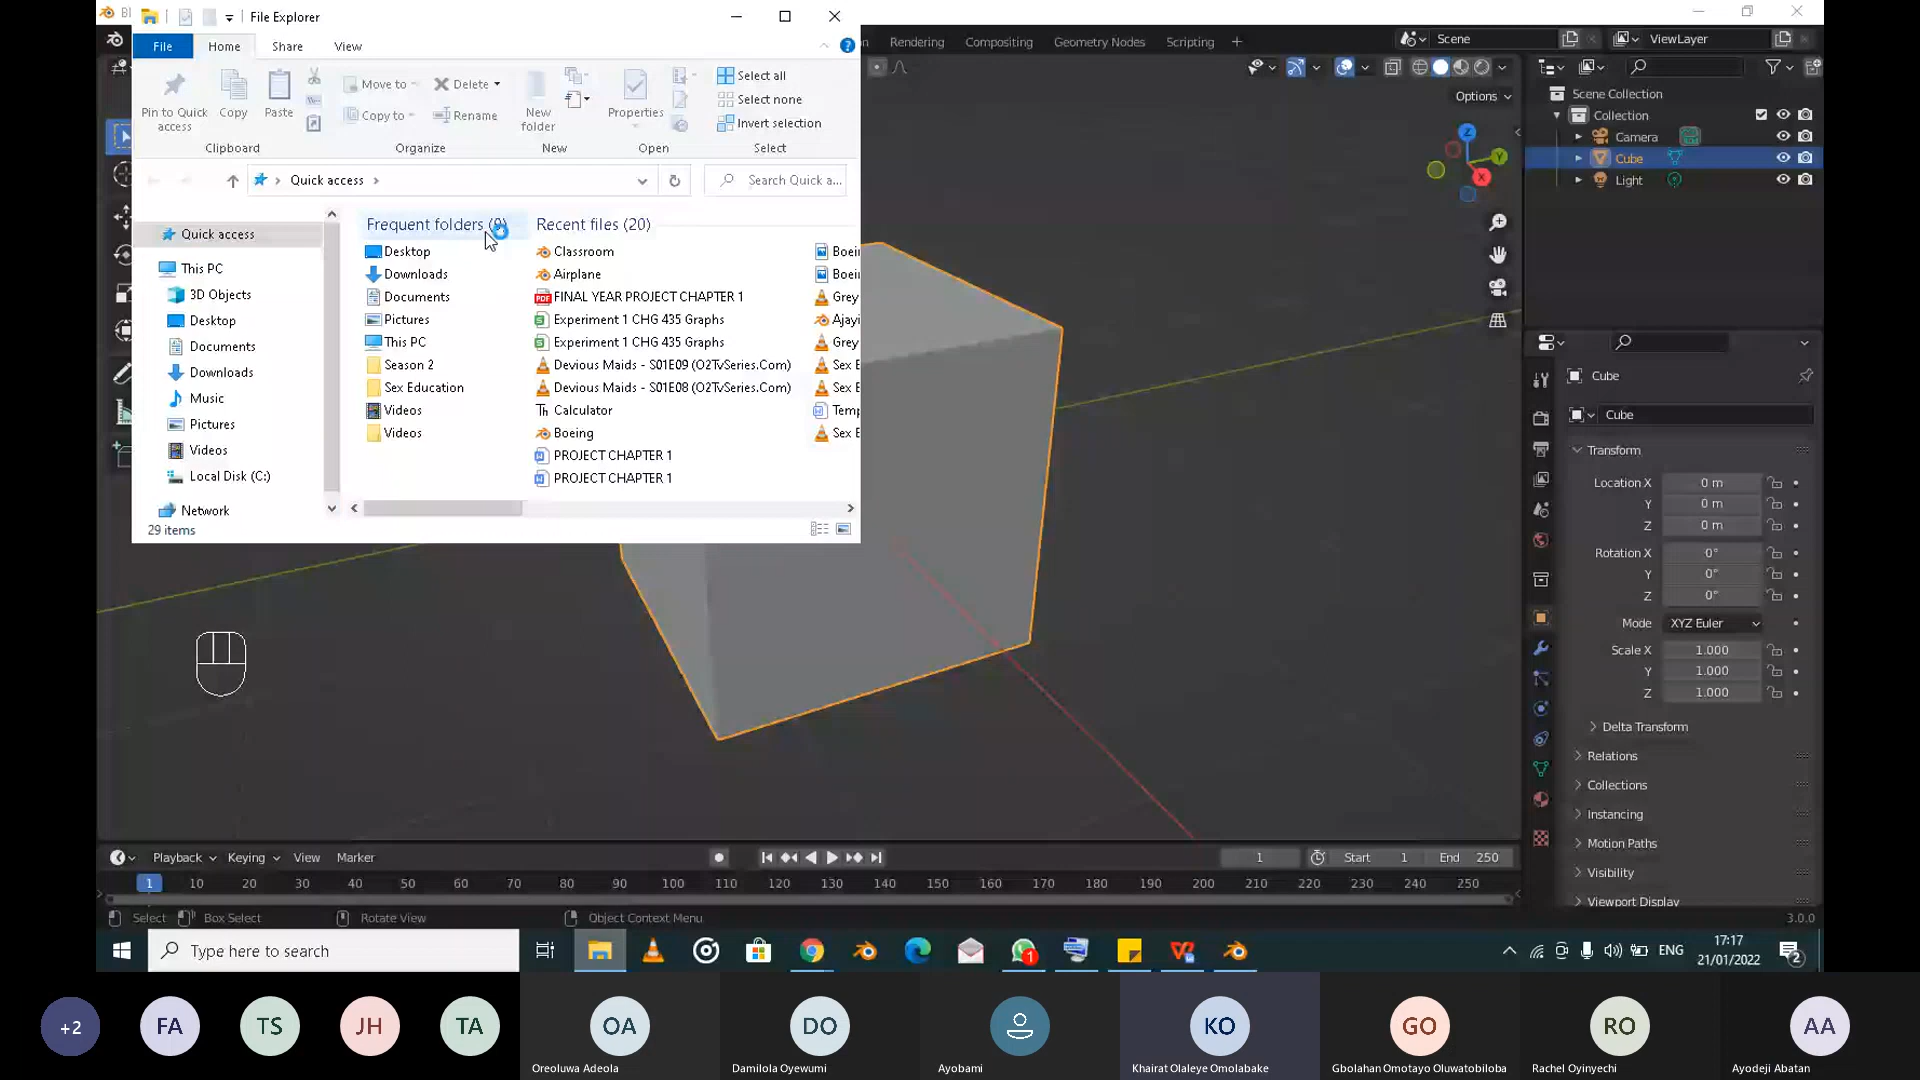 File Explorer
File
Home
Share
View
Pin to Quick access
Copy
Paste
Move to
Copy to
Delete
Rename
New folder
Properties
Select all
Select none
Invert selection
Clipboard
Organize
New
Open
Select
Quick access
Search Quick a...
Quick access
This PC
3D Objects
Desktop
Documents
Downloads
Music
Pictures
Videos
Local Disk (C:)
Network
29 items
Frequent folders (9)
Desktop
Downloads
Documents
Pictures
This PC
Season 2
Sex Education
Videos
Videos
Recent files (20)
Classroom
Airplane
FINAL YEAR PROJECT CHAPTER 1
Experiment 1 CHG 435 Graphs
Experiment 1 CHG 435 Graphs
Devious Maids - S01E09 (O2TvSeries.Com)
Devious Maids - S01E08 (O2TvSeries.Com)
Calculator
Boeing
PROJECT CHAPTER 1
PROJECT CHAPTER 1
Boei
Boei
Grey
Ajayi
Grey
Sex E
Sex E
Temp
Sex E
Rendering
Compositing
Geometry Nodes
Scripting
Scene
ViewLayer
Options
Z
Y
X
Scene Collection
Collection
Camera
Cube
Light
Cube
Cube
Transform
Location X 0 m
Y 0 m
Z 0 m
Rotation X 0°
Y 0°
Z 0°
Mode XYZ Euler
Scale X 1.000
Y 1.000
Z 1.000
Delta Transform
Relations
Collections
Instancing
Motion Paths
Visibility
Viewport Display
Playback
Keying
View
Marker
1
Start 1
End 250
1 10 20 30 40 50 60 70 80 90 100 110 120 130 140 150 160 170 180 190 200 210 220 230 240 250
Select
Box Select
Rotate View
Object Context Menu
3.0.0
Type here to search
1
ENG
17:17
21/01/2022
2
+2
FA
TS
JH
TA
OA
DO
KO
GO
RO
AA
Oreoluwa Adeola
Damilola Oyewumi
Ayobami
Khairat Olaleye Omolabake
Gbolahan Omotayo Oluwatobiloba
Rachel Oyinyechi
Ayodeji Abatan